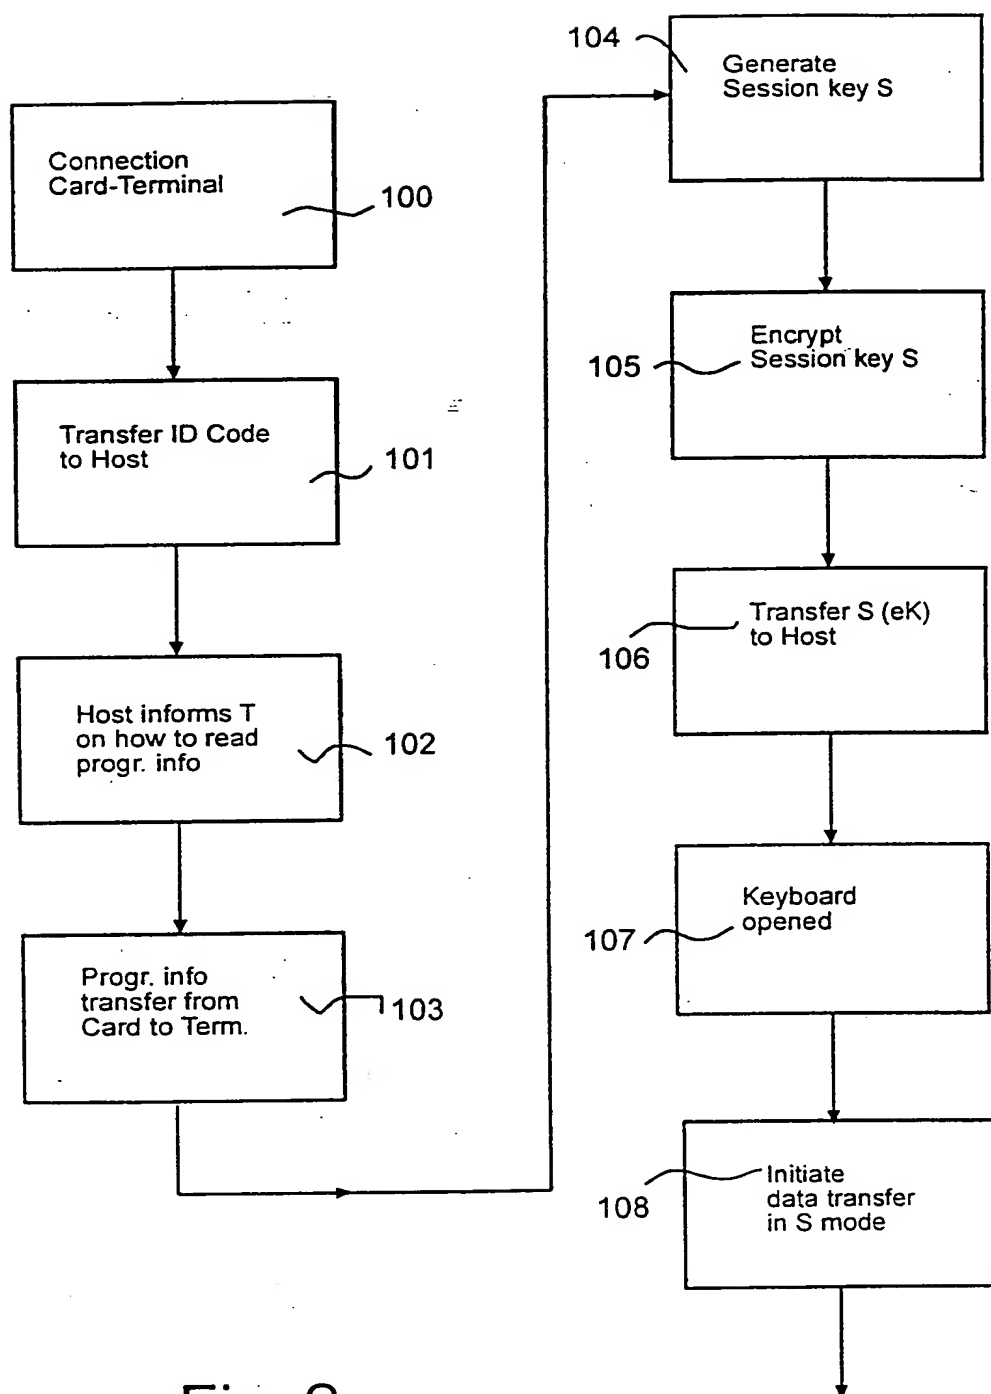 Connection
Card-Terminal
100
Transfer ID Code
to Host
101
Host informs T
on how to read
progr. info
102
Progr. info
transfer from
Card to Term.
103
104
Generate
Session key S
Encrypt
Session key S
105
Transfer S (eK)
to Host
106
Keyboard
opened
107
Initiate
data transfer
in S mode
108